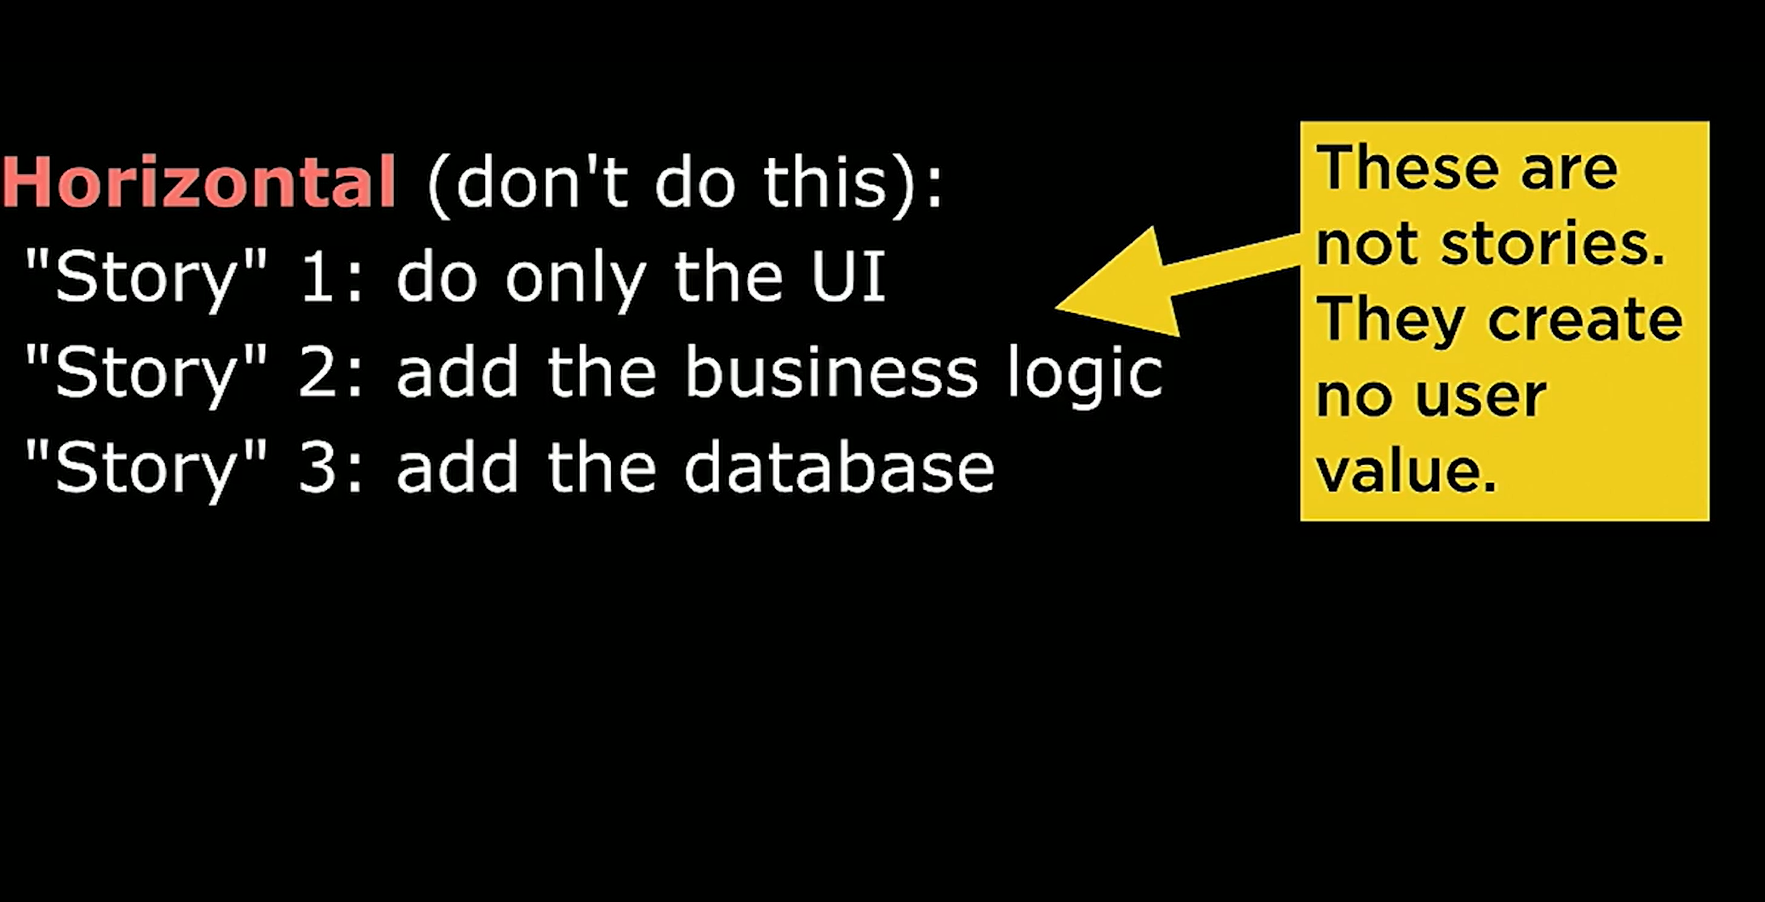 Horizontal (don't do this):
"Story" 1: do only the UI
"Story" 2: add the business logic
"Story" 3: add the database
These are
not stories.
They create
no user
value.